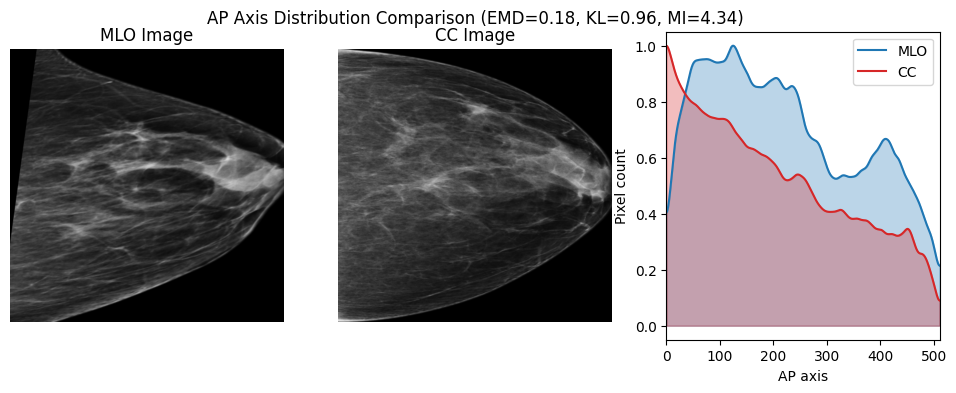 AP Axis Distribution Comparison (EMD=0.18, KL=0.96, MI=4.34)
MLO Image
CC Image
MLO
CC
Pixel count
1.0
0.8
0.6
0.4
0.2
0.0
0 100 200 300 400 500
AP axis